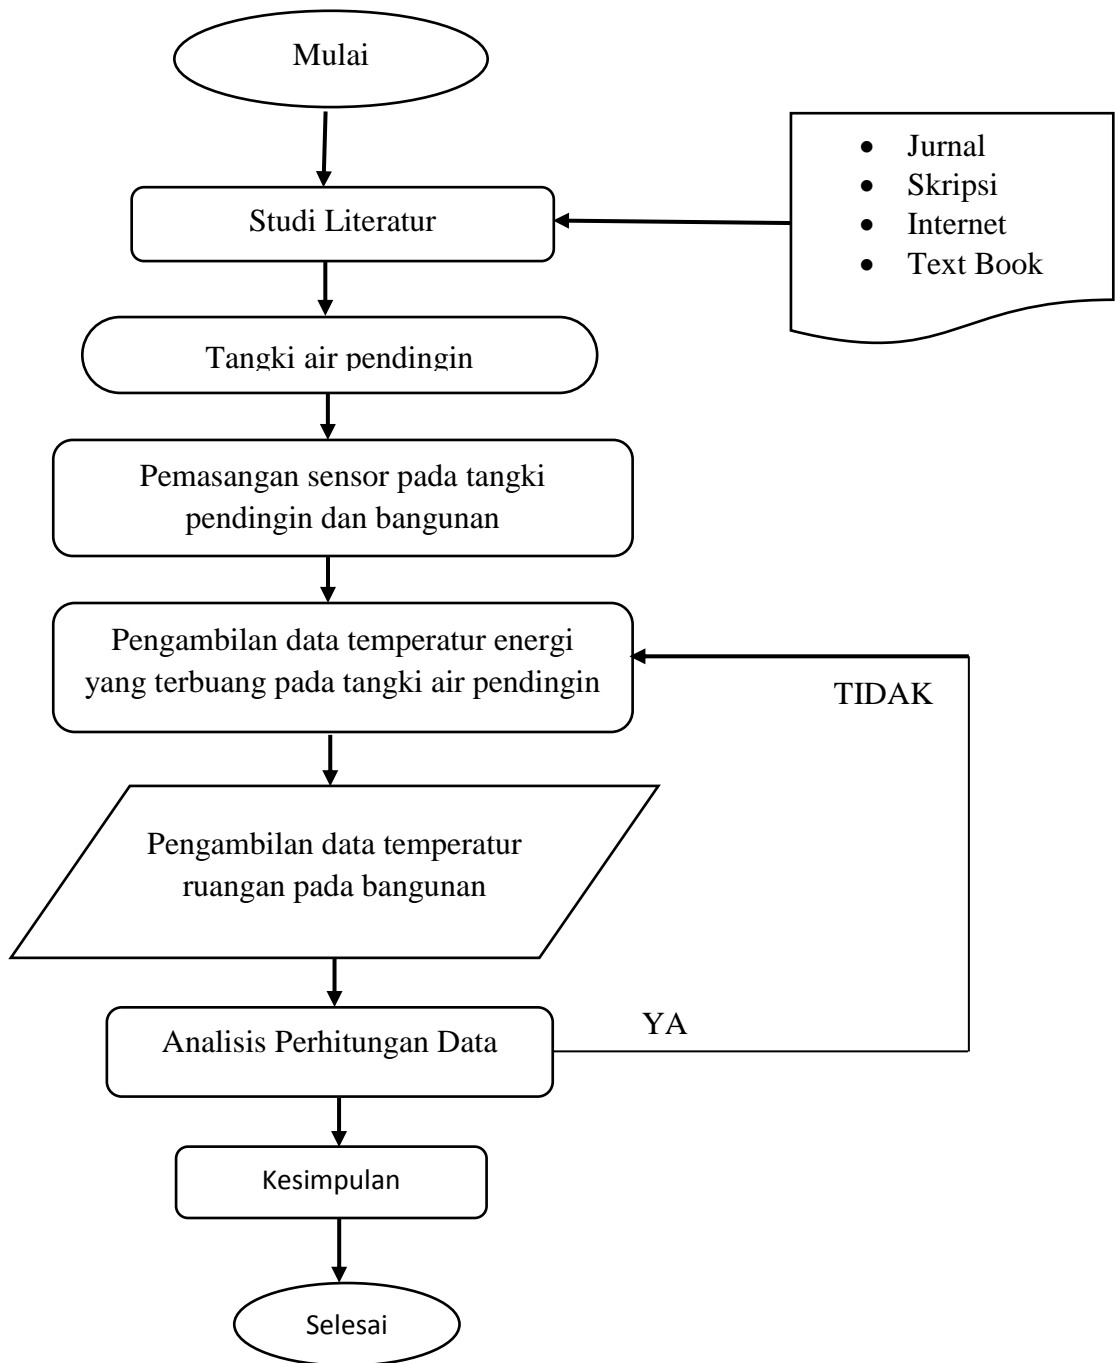 Mulai
• Jurnal
• Skripsi
• Internet
• Text Book
Studi Literatur
Tangki air pendingin
Pemasangan sensor pada tangki
pendingin dan bangunan
Pengambilan data temperatur energi
yang terbuang pada tangki air pendingin
TIDAK
Pengambilan data temperatur
ruangan pada bangunan
YA
Analisis Perhitungan Data
Kesimpulan
Selesai